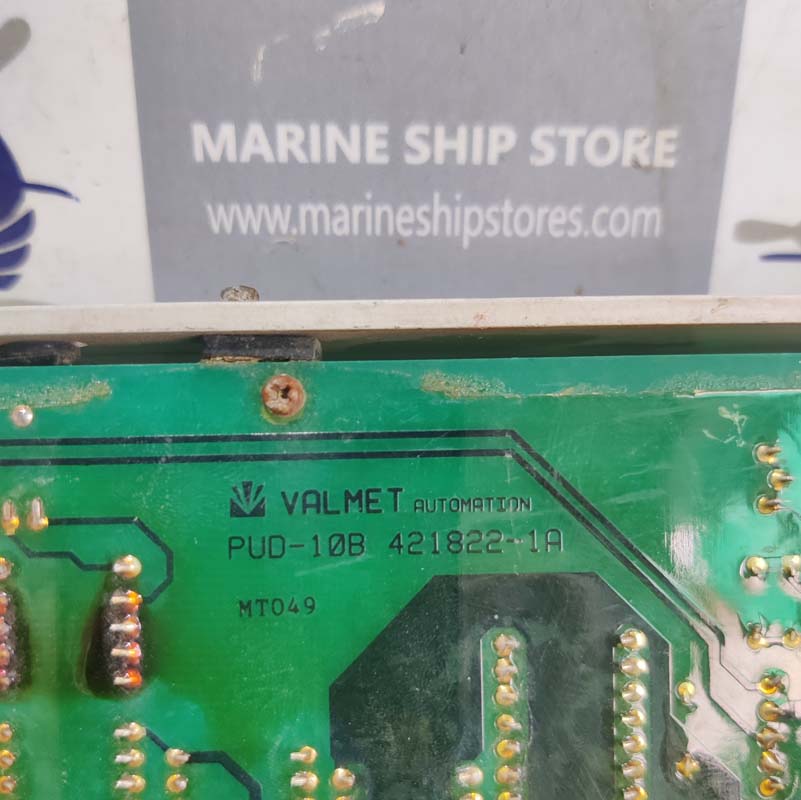 MARINE SHIP STORE
www.marineshipstores.com
VALMET AUTOMATION
PUD-10B 421822-1A
MT049